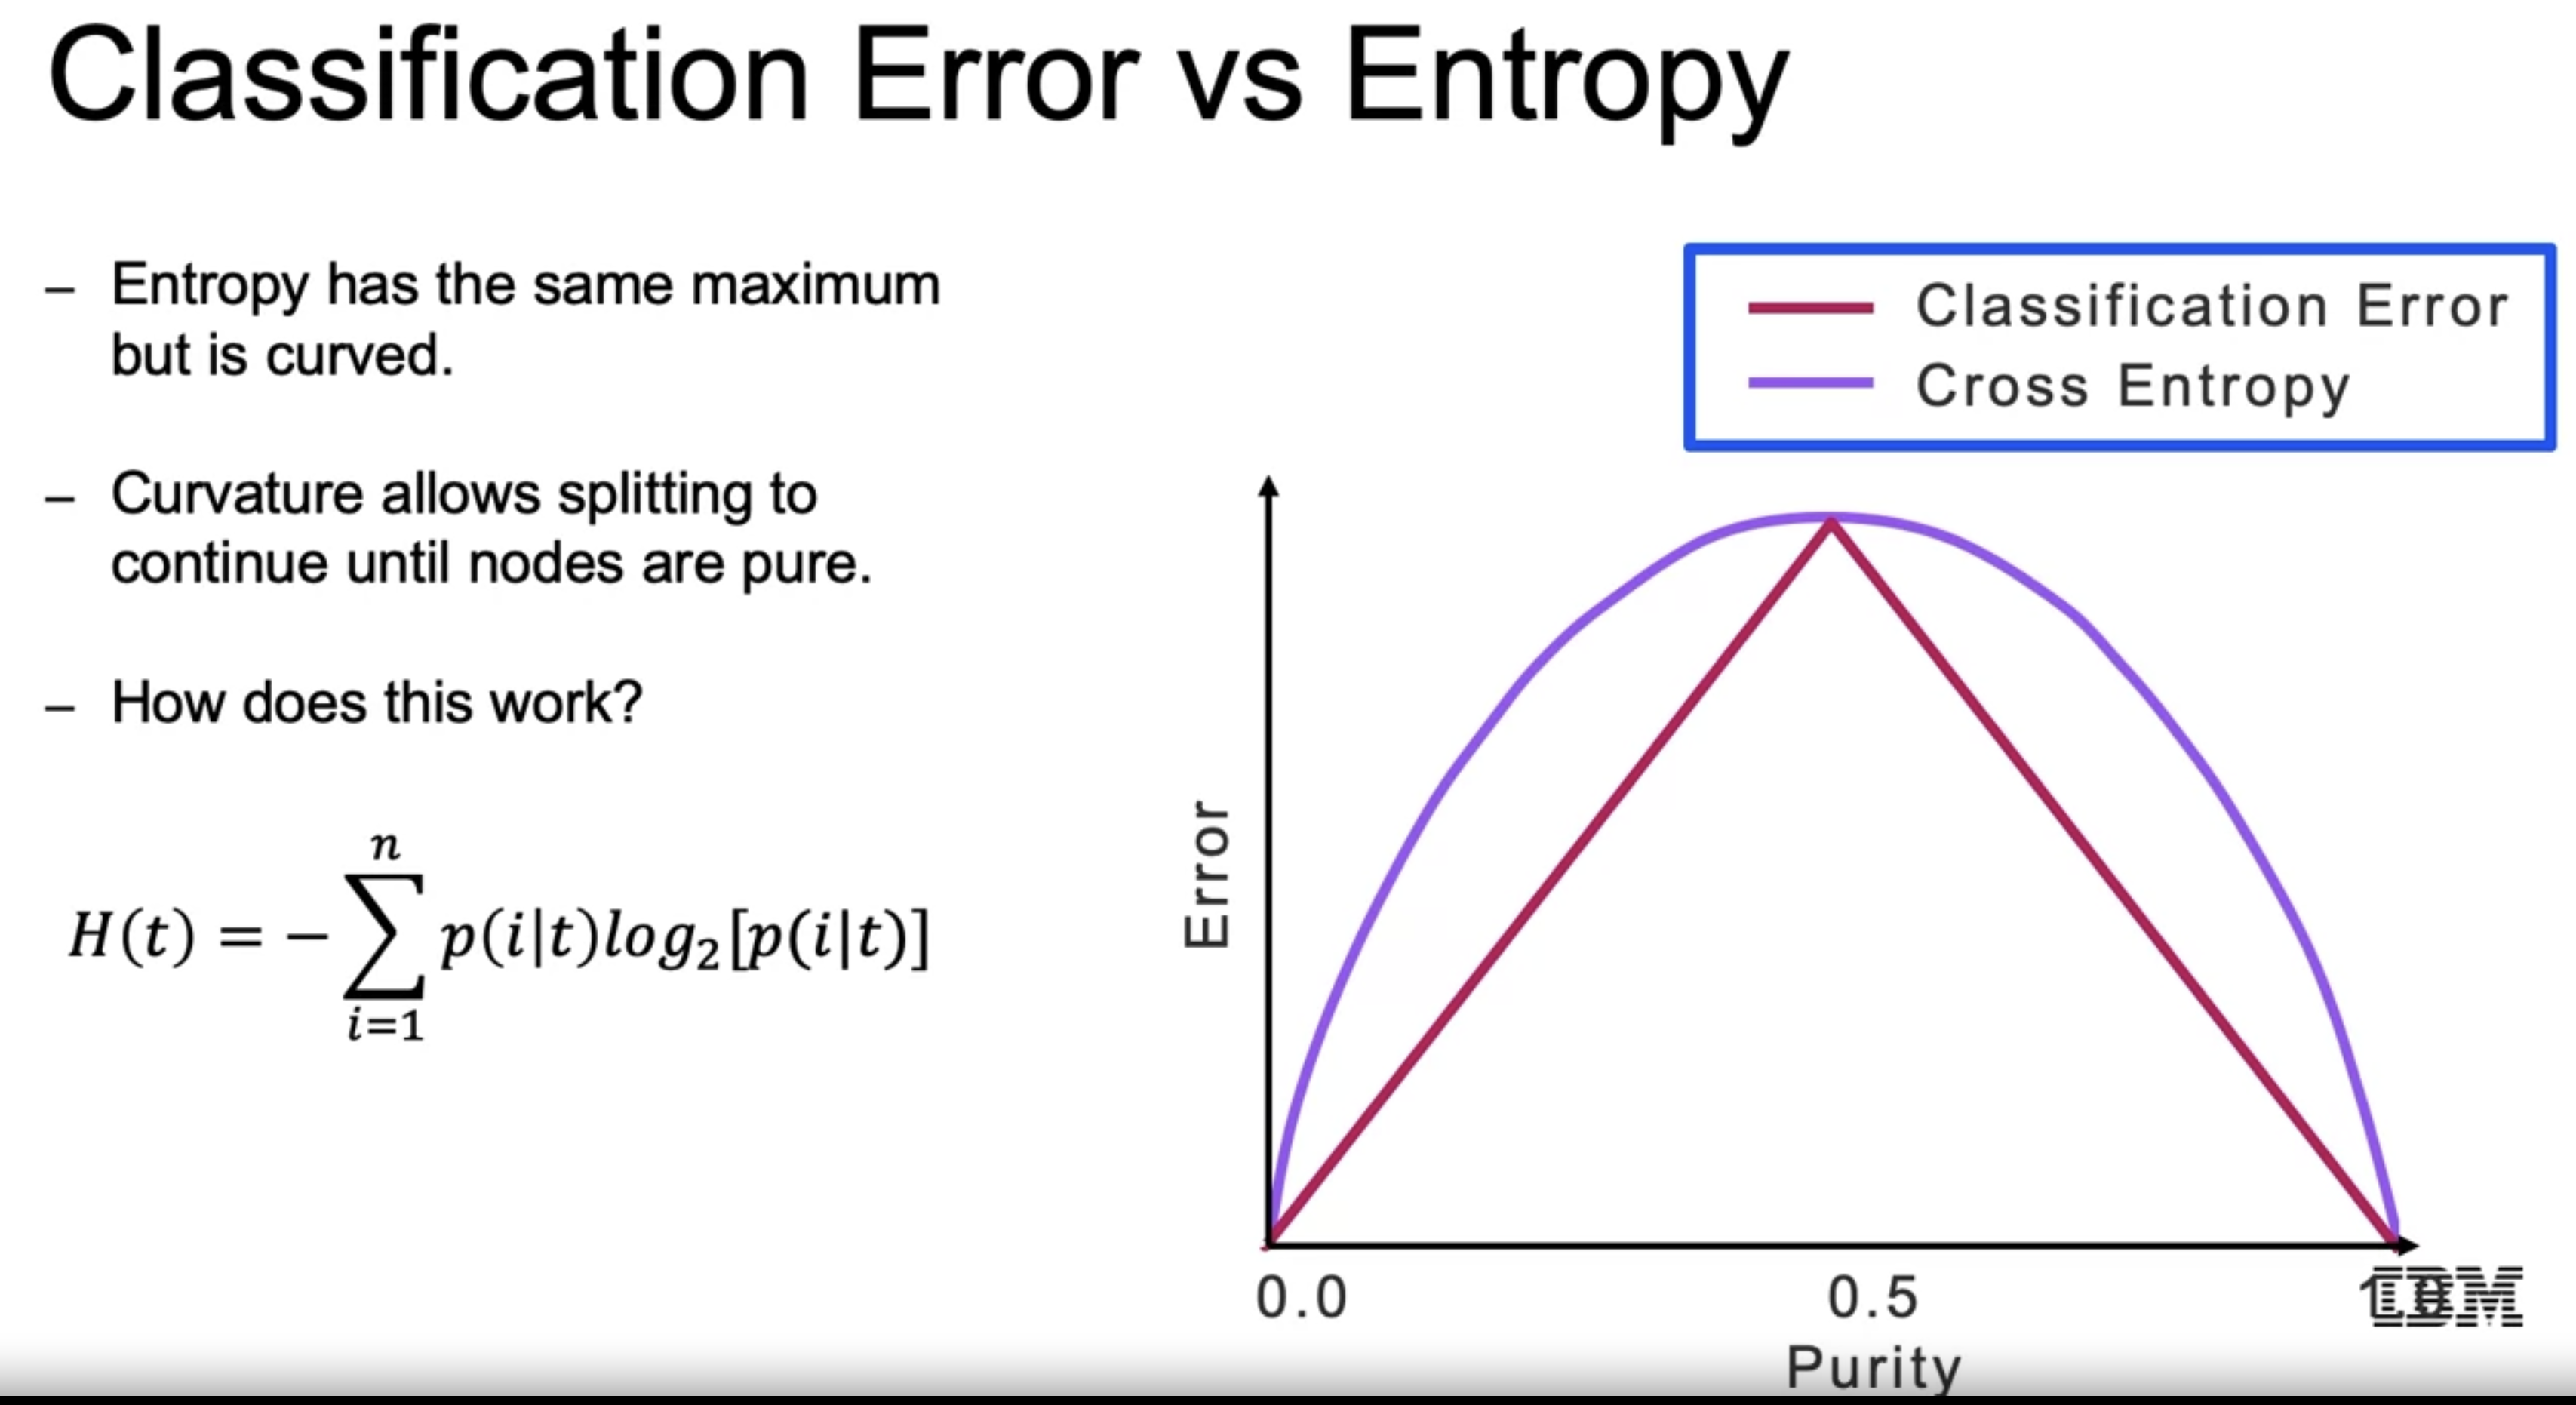 Classification Error vs Entropy
– Entropy has the same maximum
but is curved.
– Curvature allows splitting to
continue until nodes are pure.
– How does this work?
n
H(t) = −∑ p(i|t)log₂[p(i|t)]
i=1
Classification Error
Cross Entropy
Error
0.0 0.5 1.0
IBM
Purity